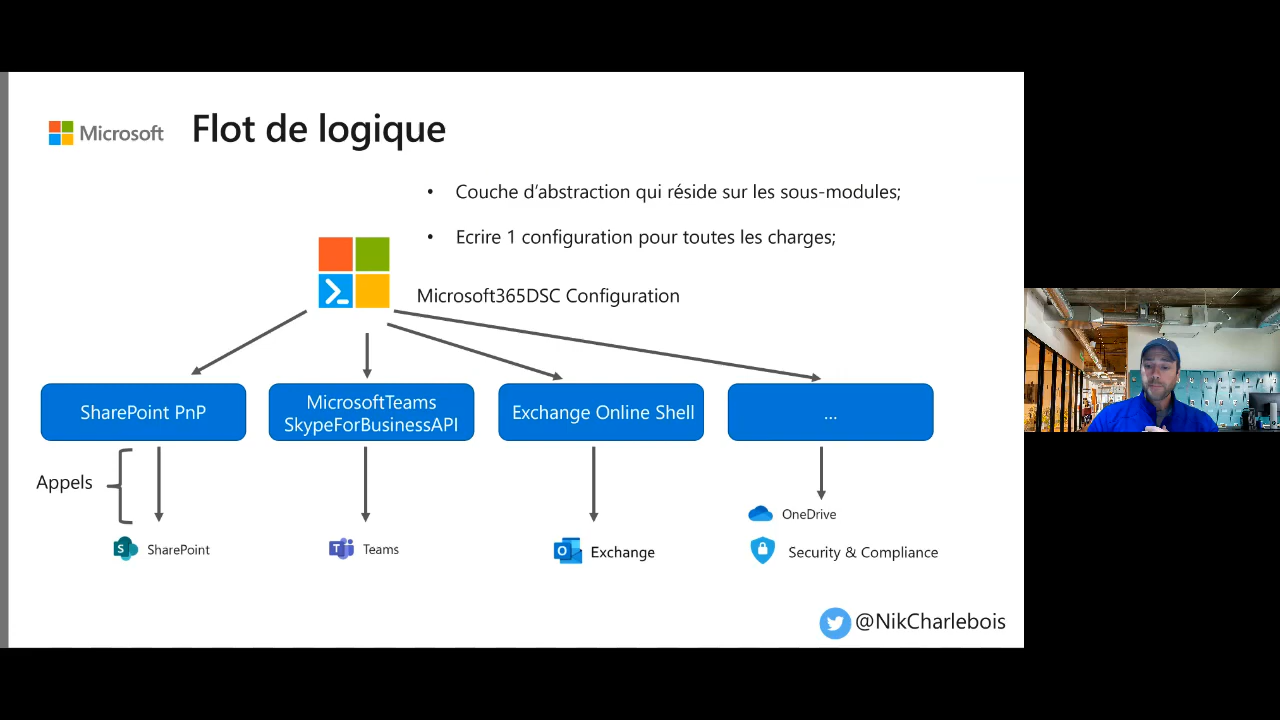 Microsoft
Flot de logique
• Couche d’abstraction qui réside sur les sous-modules;
• Ecrire 1 configuration pour toutes les charges;
Microsoft365DSC Configuration
SharePoint PnP
MicrosoftTeams
SkypeForBusinessAPI
Exchange Online Shell
...
Appels
SharePoint
Teams
Exchange
OneDrive
Security & Compliance
@NikCharlebois